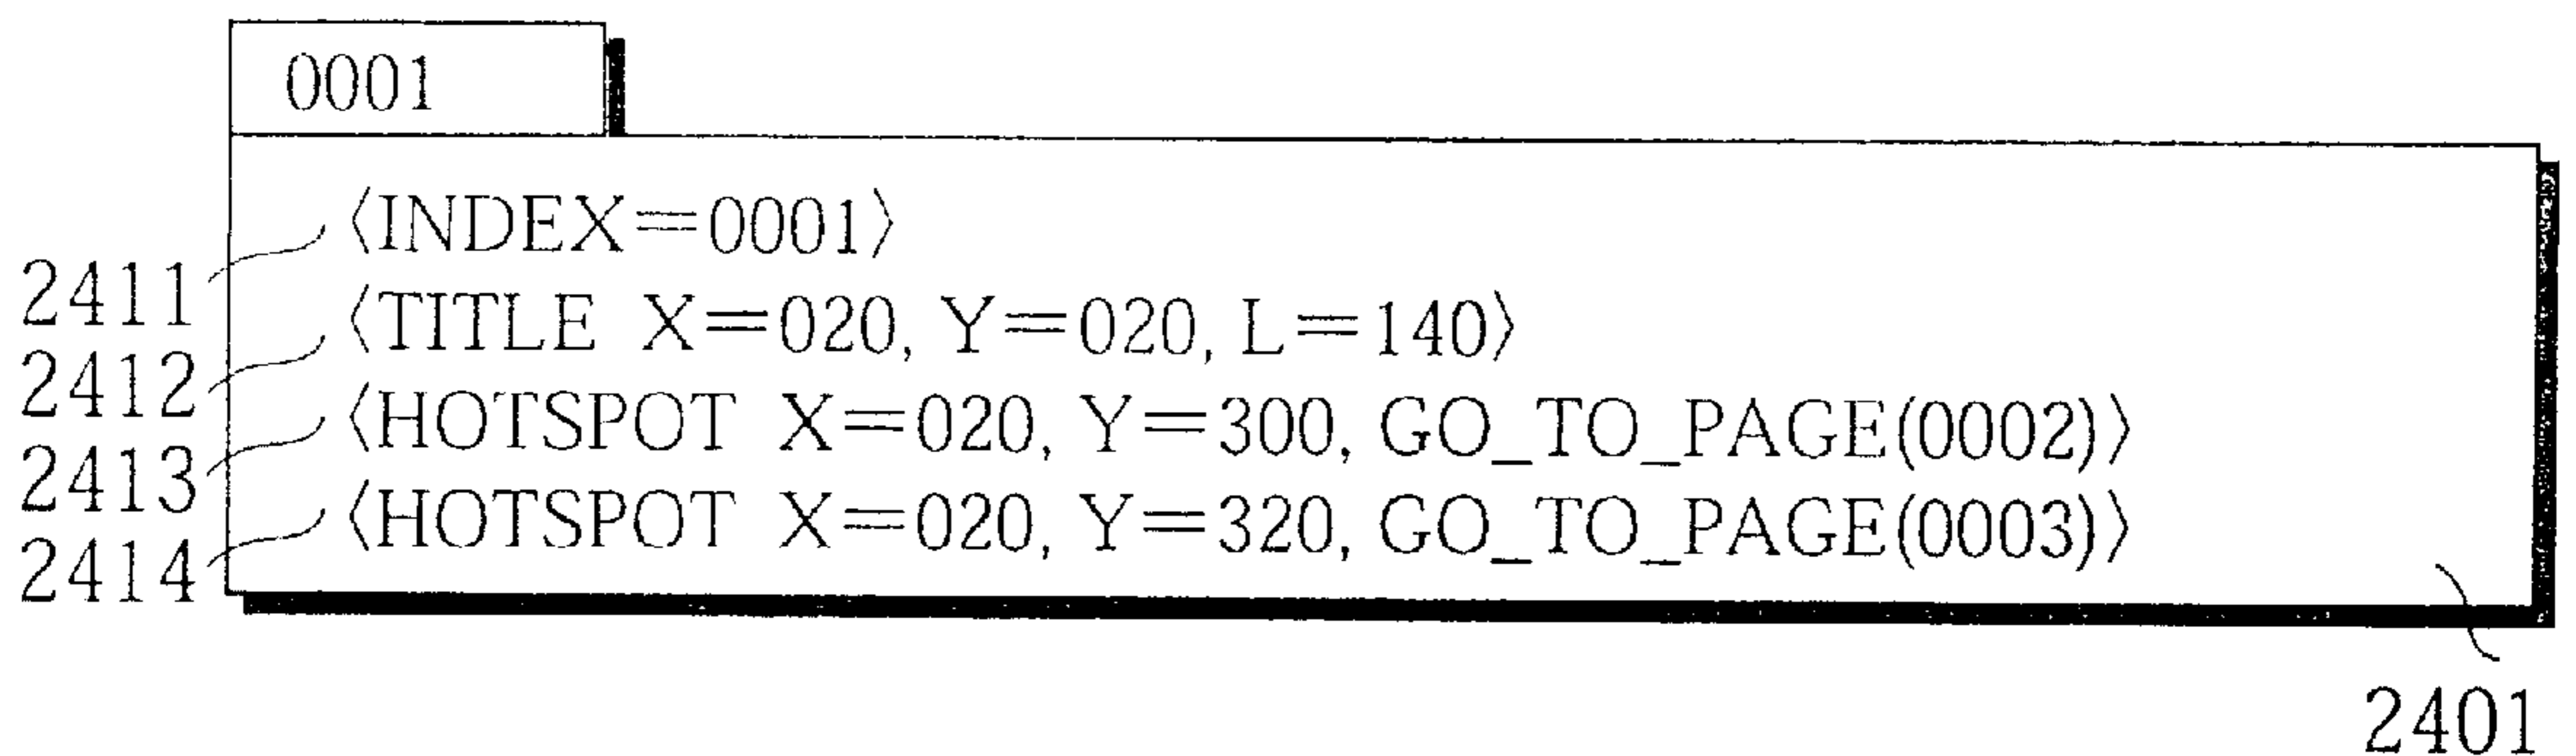 0001
〈INDEX=0001〉
2411
〈TITLE X=020, Y=020, L=140〉
2412
〈HOTSPOT X=020, Y=300, GO_TO_PAGE(0002)〉
2413
〈HOTSPOT X=020, Y=320, GO_TO_PAGE(0003)〉
2414
2401